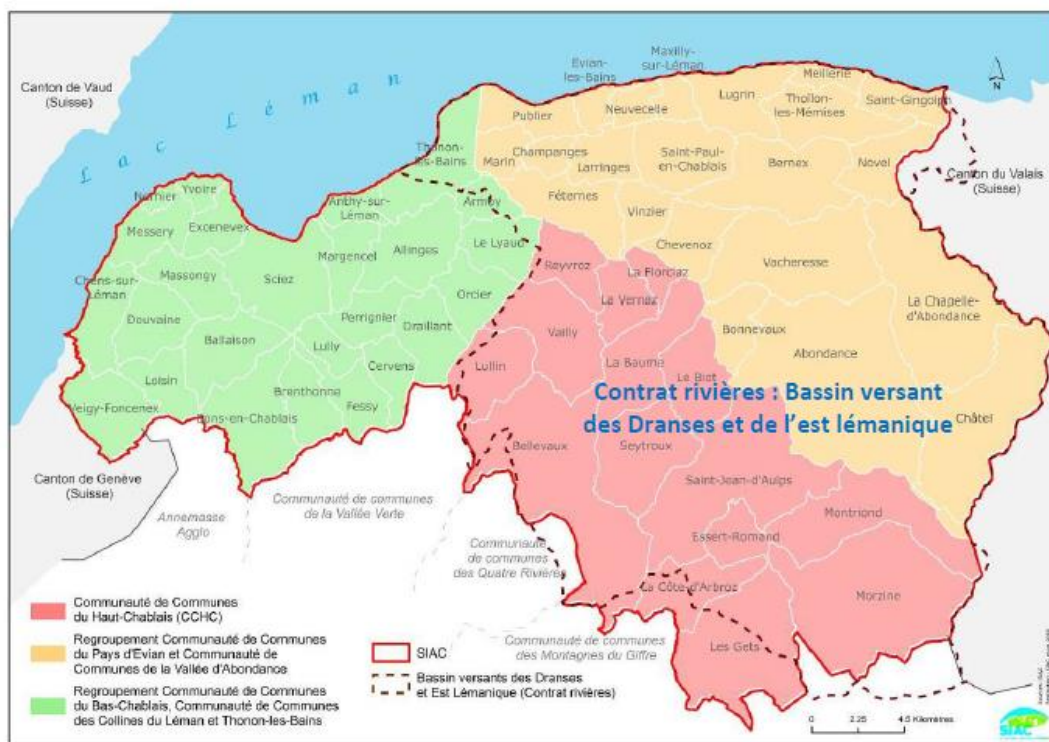 Canton de Vaud
(Suisse)
Lac Léman
Evian-
les-Bains
Maxilly-
sur-Léman
Meillerie
Lugrin
Publier
Neuvecelle
Thollon-
les-Mémises
Saint-Gingolph
N
Thonon-
les-Bains
Marin
Champanges
Larringes
Saint-Paul-
en-Chablais
Bernex
Novel
Canton du Valais
(Suisse)
Nernier
Yvoire
Anthy-sur-
Léman
Armoy
Féternes
Vinzier
Messery
Excenevex
Margencel
Allinges
Le Lyaud
Chevenoz
Vacheresse
Chens-sur-
Léman
Massongy
Sciez
Reyvroz
La Forclaz
La Vernaz
La Chapelle-
d'Abondance
Orcier
Douvaine
Perrignier
Draillant
Vailly
Bonnevaux
Ballaison
Lully
Cervens
Lullin
La Baume
Abondance
Loisin
Brenthonne
Le Biot
Veigy-Foncenex
Bons-en-Chablais
Fessy
Contrat rivières : Bassin versant
des Dranses et de l'est lémanique
Châtel
Bellevaux
Seytroux
Canton de Genève
(Suisse)
Annemasse
Agglo
Communauté de communes
de la Vallée Verte
Saint-Jean-d'Aulps
Montriond
Essert-Romand
Communauté
de communes
des Quatre Rivières
La Côte-d'Arbroz
Morzine
Communauté de communes
des Montagnes du Giffre
Les Gets
Communauté de Communes
du Haut-Chablais (CCHC)
Regroupement Communauté de Communes
du Pays d'Evian et Communauté de
Communes de la Vallée d'Abondance
Regroupement Communauté de Communes
du Bas-Chablais, Communauté de Communes
des Collines du Léman et Thonon-les-Bains
SIAC
Bassin versants des Dranses
et Est Lémanique (Contrat rivières)
0 2.25 4.5 Kilomètres
SIAC